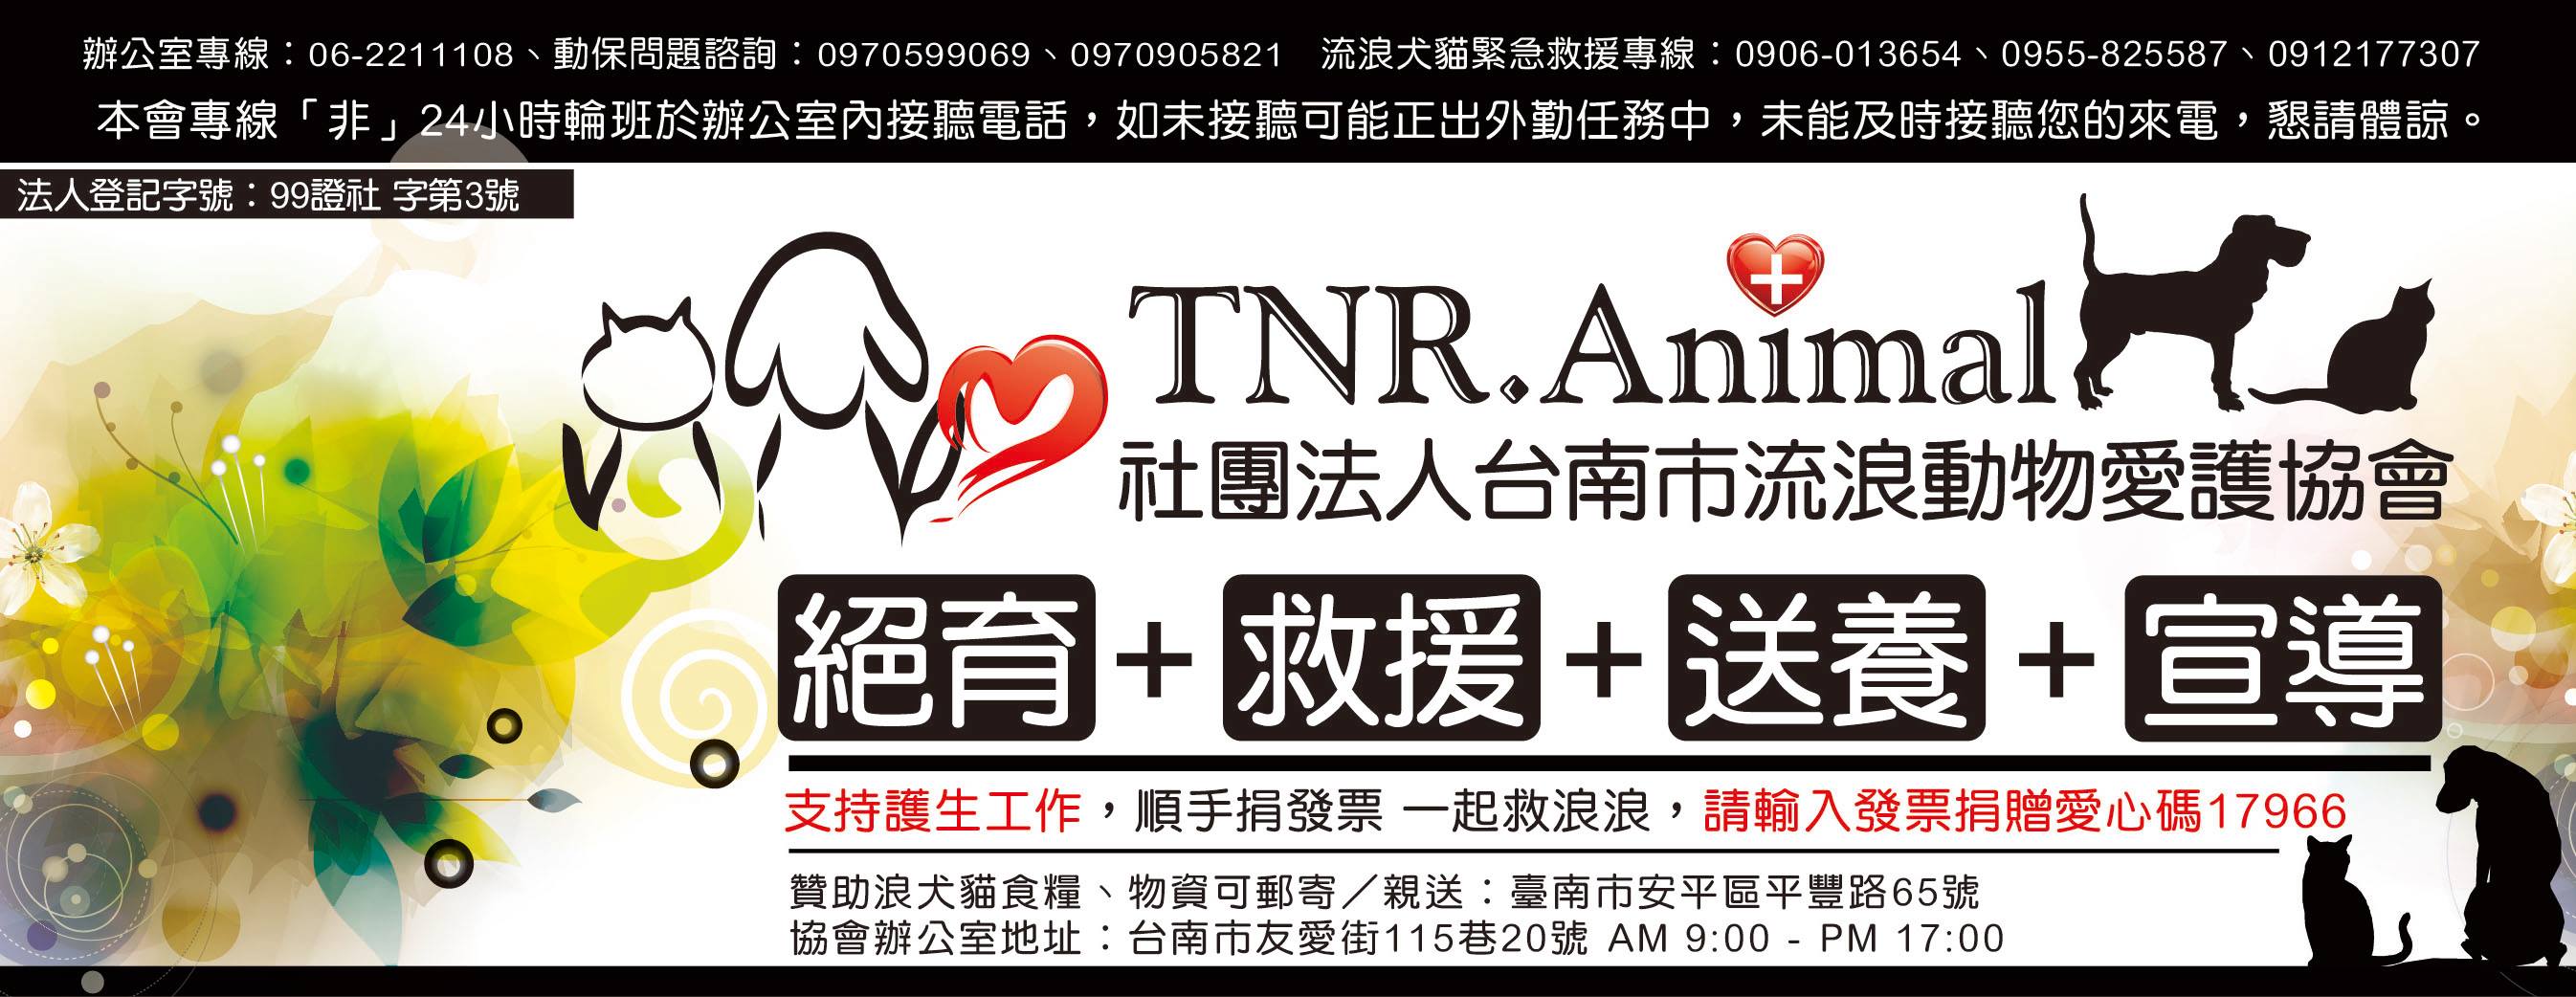 辦公室專線：06-2211108、動保問題諮詢：0970599069、0970905821　流浪犬貓緊急救援專線：0906-013654、0955-825587、0912177307
本會專線「非」24小時輪班於辦公室內接聽電話，如未接聽可能正出外勤任務中，未能及時接聽您的來電，懇請體諒。
法人登記字號：99證社 字第3號
TNR.Animal
社團法人台南市流浪動物愛護協會
絕育＋救援＋送養＋宣導
支持護生工作，順手捐發票 一起救浪浪，請輸入發票捐贈愛心碼17966
贊助浪犬貓食糧、物資可郵寄／親送：臺南市安平區平豐路65號
協會辦公室地址：台南市友愛街115巷20號 AM 9:00 - PM 17:00